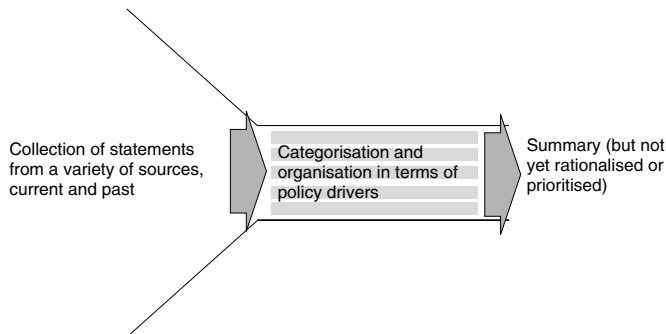 Collection of statements
from a variety of sources,
current and past
Categorisation and
organisation in terms of
policy drivers
Summary (but not
yet rationalised or
prioritised)